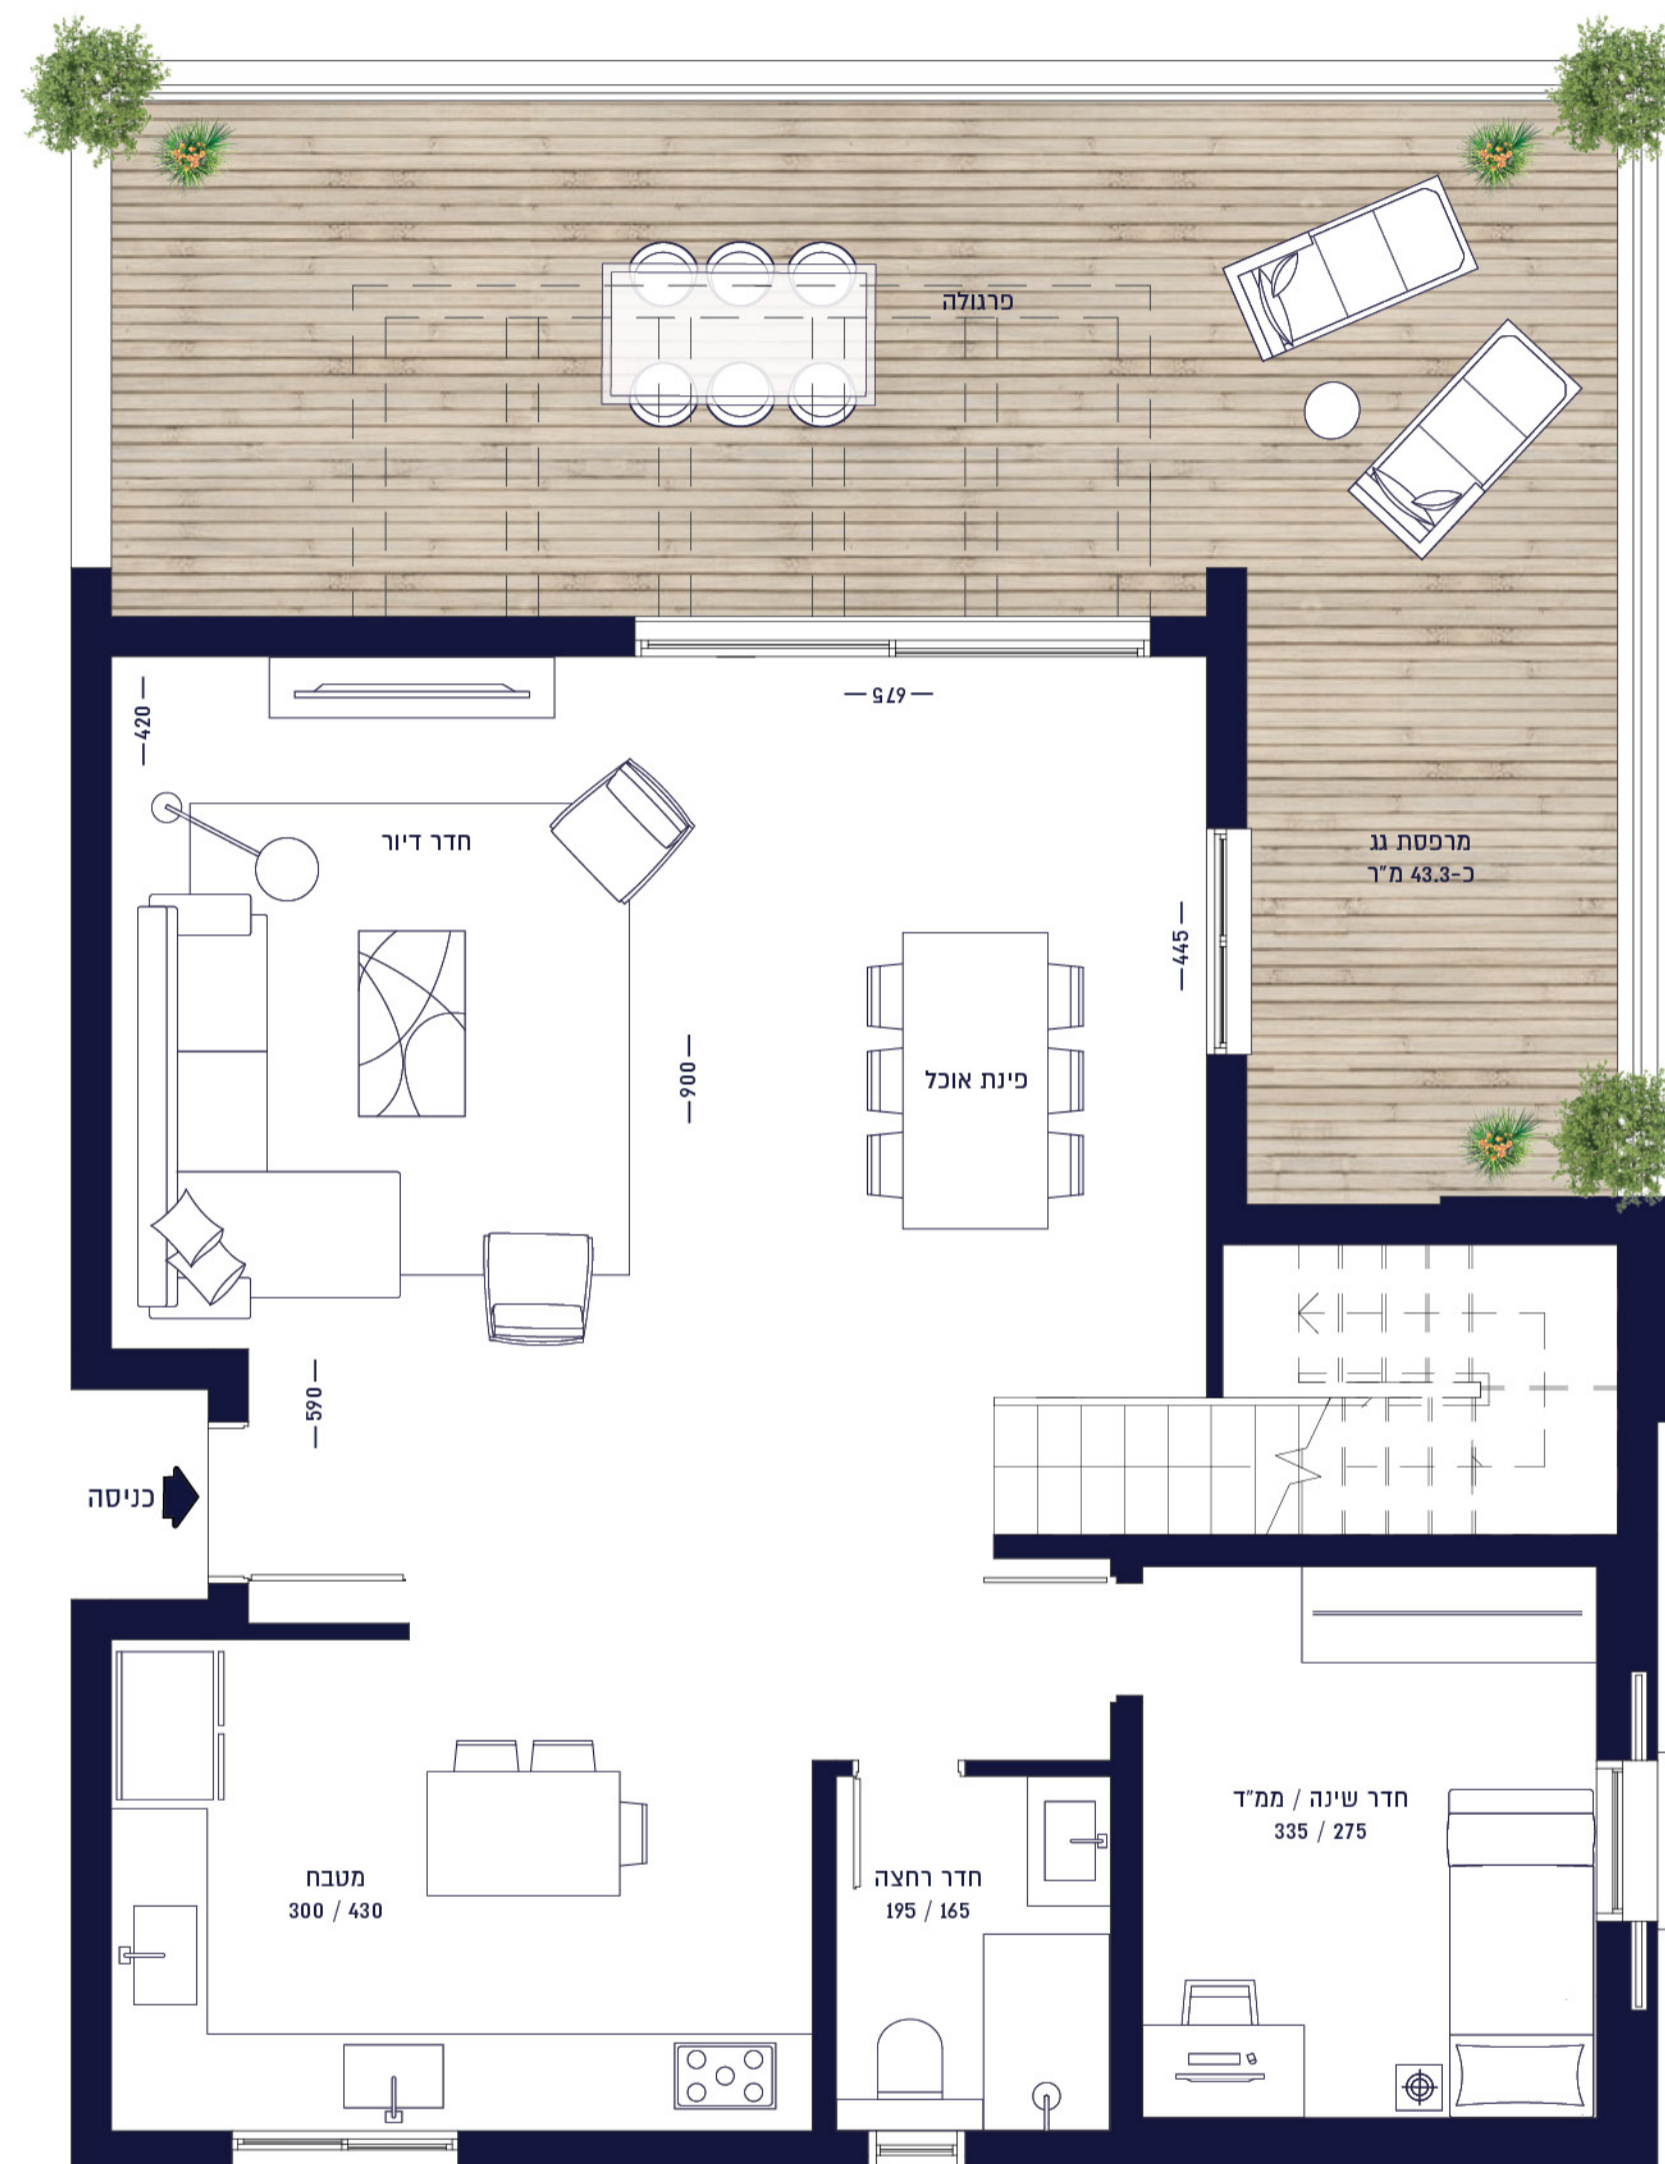 פרגולה
— 675 —
— 420 —
חדר דיור
מרפסת גג
כ-43.3 מ"ר
— 445 —
— 900 —
פינת אוכל
— 590 —
כניסה
חדר שינה / ממ"ד
335 / 275
מטבח
300 / 430
חדר רחצה
195 / 165